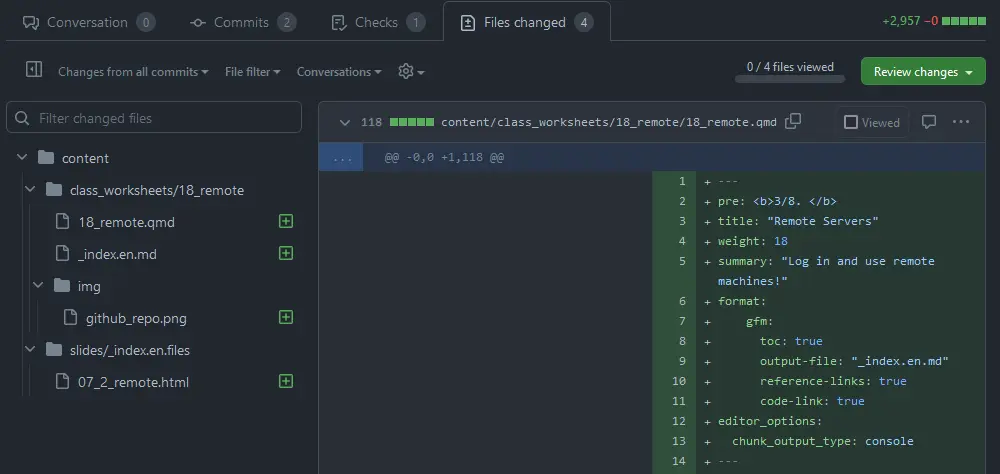 Conversation 0 Commits 2 Checks 1 Files changed 4 +2,957 −0
Changes from all commits File filter Conversations 0 / 4 files viewed Review changes
Filter changed files
content
class_worksheets/18_remote
18_remote.qmd
_index.en.md
img
github_repo.png
slides/_index.en.files
07_2_remote.html
118 content/class_worksheets/18_remote/18_remote.qmd Viewed ...
... @@ -0,0 +1,118 @@
1 + ---
2 + pre: <b>3/8. </b>
3 + title: "Remote Servers"
4 + weight: 18
5 + summary: "Log in and use remote
machines!"
6 + format:
7 + gfm:
8 + toc: true
9 + output-file: "_index.en.md"
10 + reference-links: true
11 + code-link: true
12 + editor_options:
13 + chunk_output_type: console
14 + ---